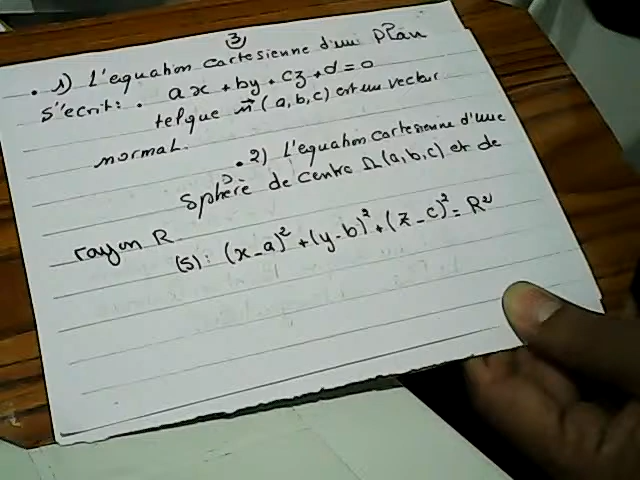 3
. 1) L'equation cartesienne d'un Plan
s'ecrit: . ax + by + cz + d = 0
telque n⃗ (a, b, c) est un vecteur
normal.
. 2) L'équation cartesienne d'une
Sphère de centre Ω(a, b, c) et de
rayon R
(S): (x - a)² + (y - b)² + (z - c)² = R²